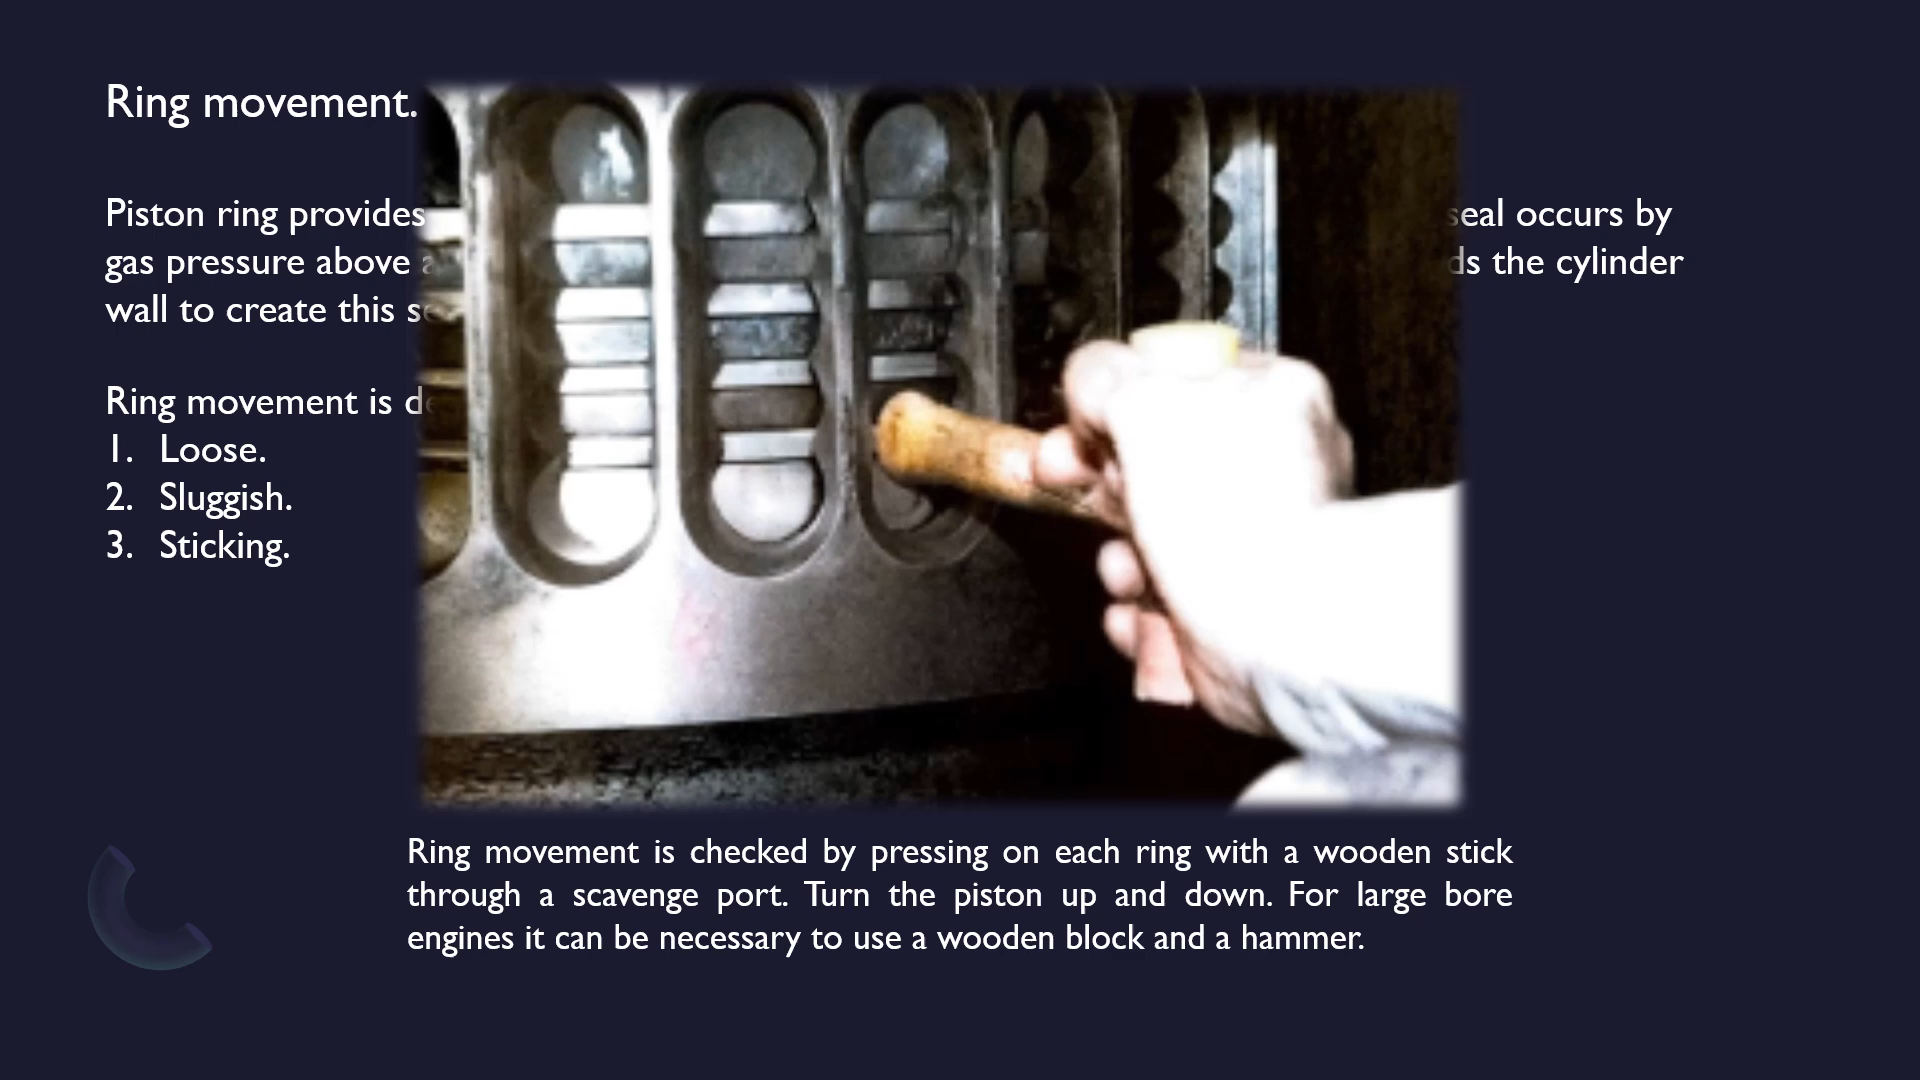 Ring movement.
Piston ring provides seal occurs by
gas pressure above the cylinder
wall to create this
Ring movement is
1. Loose.
2. Sluggish.
3. Sticking.
Ring movement is checked by pressing on each ring with a wooden stick
through a scavenge port. Turn the piston up and down. For large bore
engines it can be necessary to use a wooden block and a hammer.